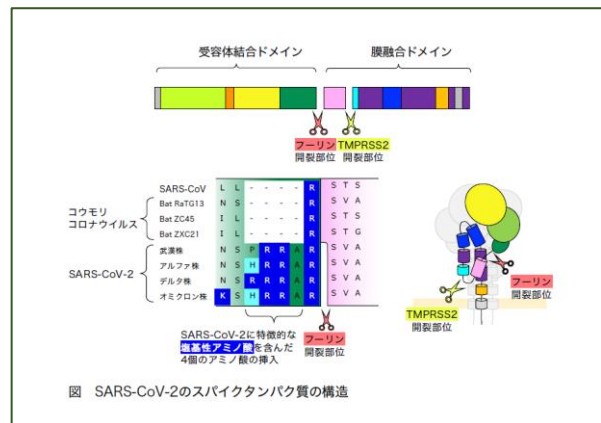 受容体結合ドメイン 膜融合ドメイン
フーリン TMPRSS2
開裂部位 開裂部位
SARS-CoV L L - - - - R S T S
コウモリ
コロナウイルス
Bat RaTG13 N S - - - - R S V A
Bat ZC45 I L - - - - R S T S
Bat ZXC21 I L - - - - R S T G
SARS-CoV-2
武漢株 N S P R R A R S V A
アルファ株 N S H R R A R S V A
デルタ株 N S R R R A R S V A
オミクロン株 K S H R R A R S V A
SARS-CoV-2に特徴的な
塩基性アミノ酸を含んだ
4個のアミノ酸の挿入
フーリン
開裂部位
フーリン
開裂部位
TMPRSS2
開裂部位
図 SARS-CoV-2のスパイクタンパク質の構造